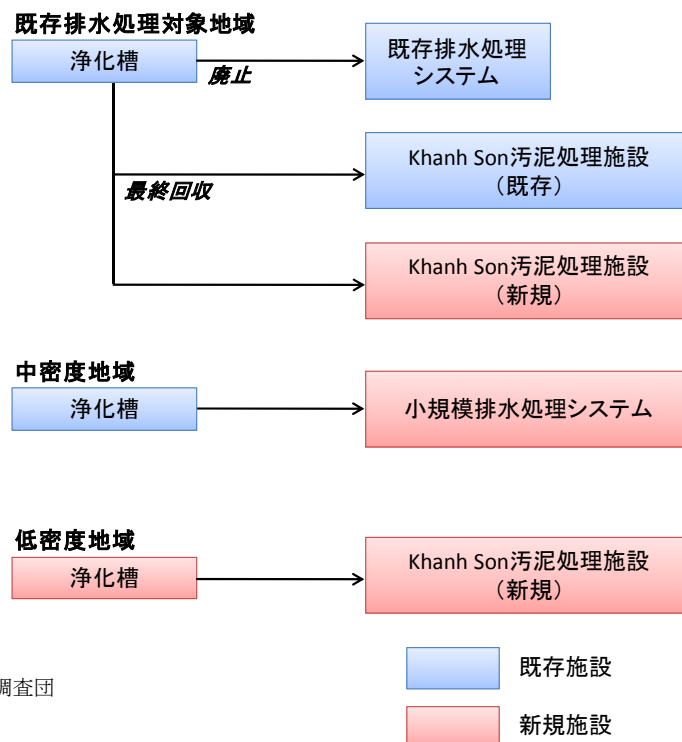 既存排水処理対象地域
浄化槽
廃止
既存排水処理
システム
最終回収
Khanh Son汚泥処理施設
（既存）
Khanh Son汚泥処理施設
（新規）
中密度地域
浄化槽
小規模排水処理システム
低密度地域
浄化槽
Khanh Son汚泥処理施設
（新規）
既存施設
調査団
新規施設